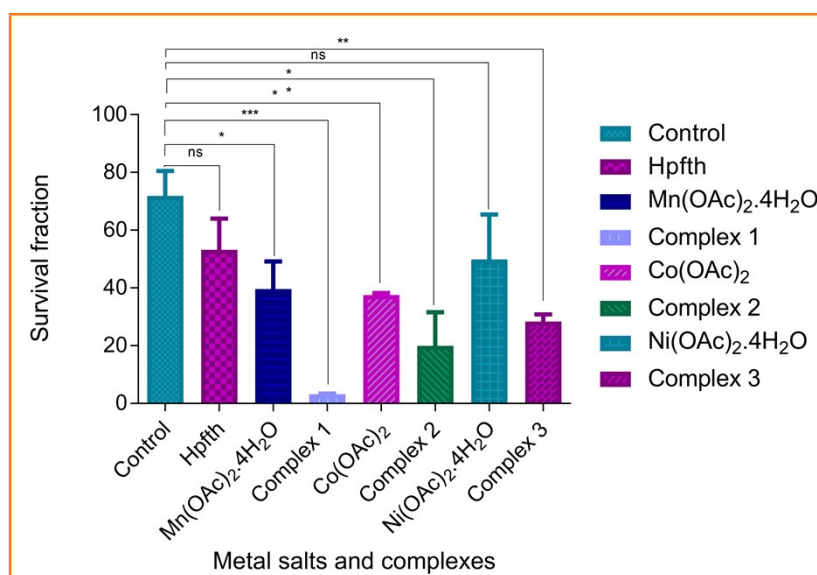 **
ns
*
*
*
***
*
ns
100
80
60
40
20
0
Survival fraction
Control
Hpfth
Mn(OAc)2.4H2O
Complex 1
Co(OAc)2
Complex 2
Ni(OAc)2.4H2O
Complex 3
Metal salts and complexes
Control
Hpfth
Mn(OAc)₂.4H₂O
Complex 1
Co(OAc)₂
Complex 2
Ni(OAc)₂.4H₂O
Complex 3